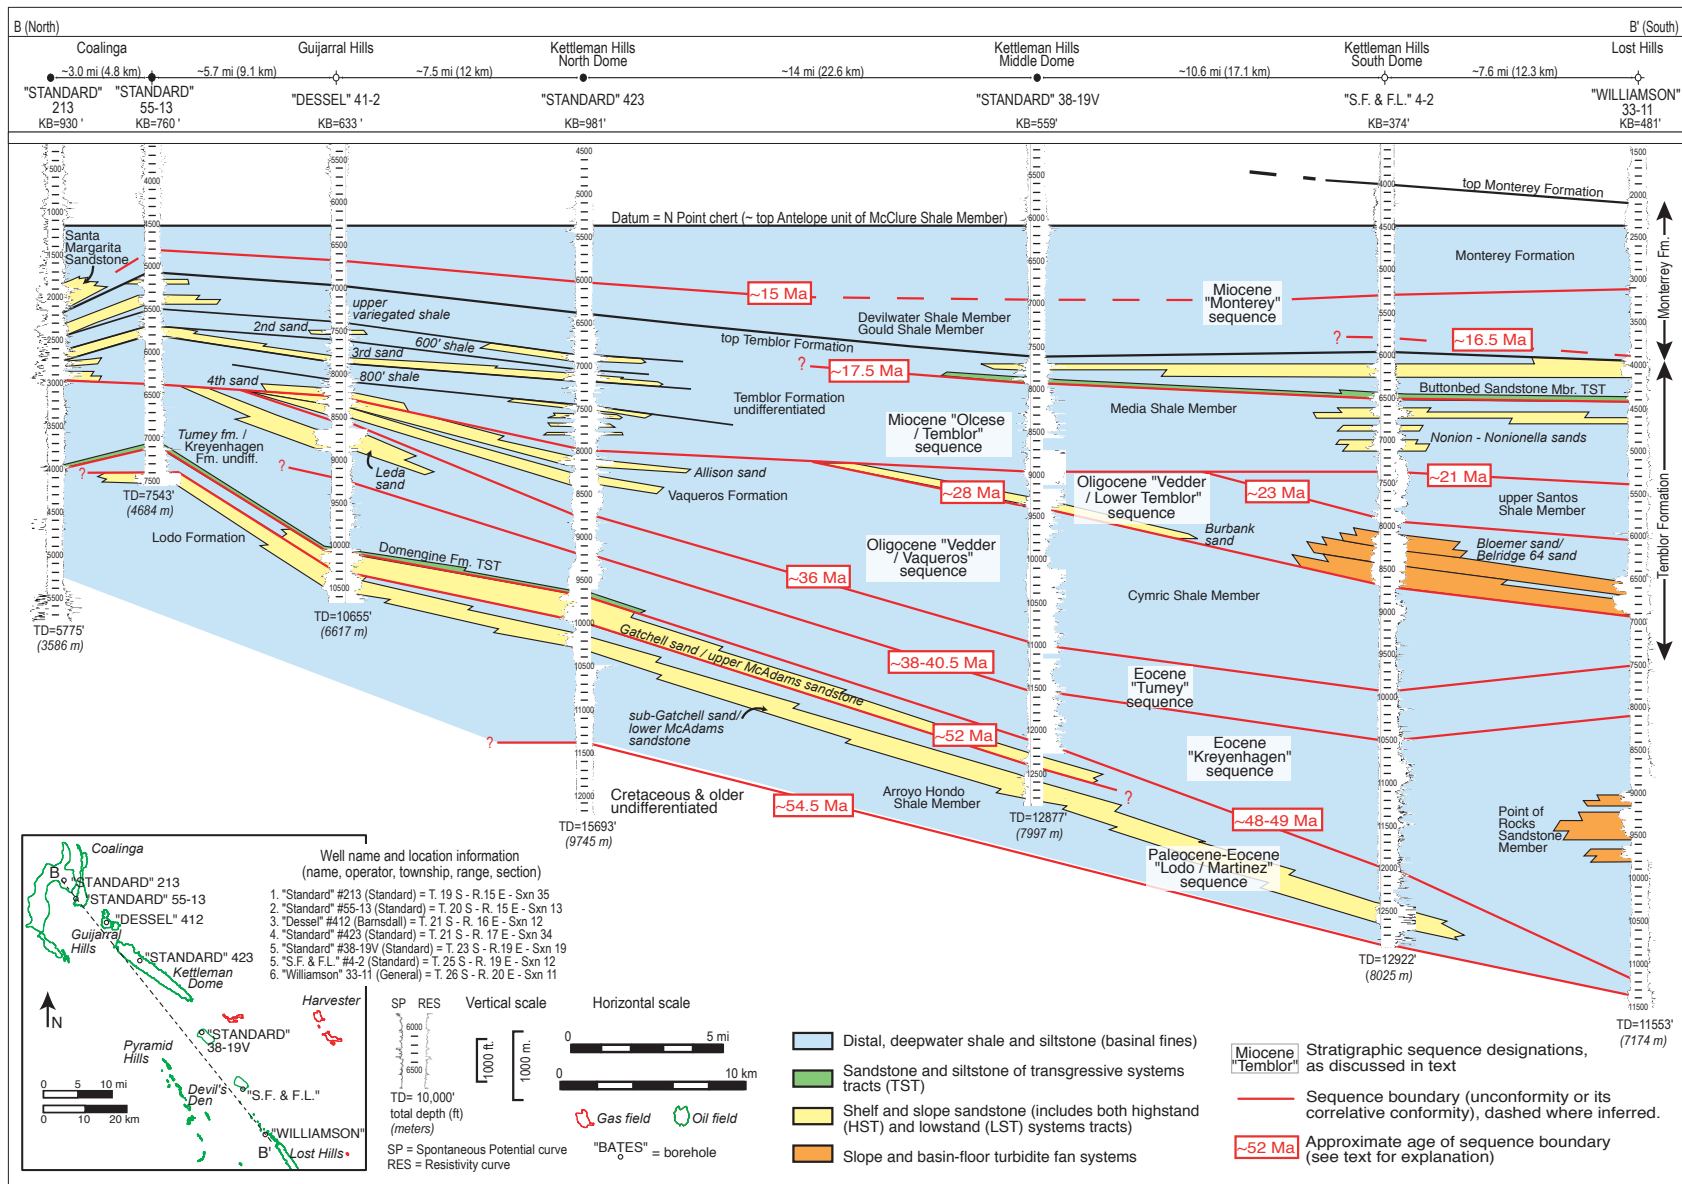 B (North)
B' (South)
Coalinga
Guijarral Hills
Kettleman Hills
North Dome
Kettleman Hills
Middle Dome
Kettleman Hills
South Dome
Lost Hills
~3.0 mi (4.8 km)
~5.7 mi (9.1 km)
~7.5 mi (12 km)
~14 mi (22.6 km)
~10.6 mi (17.1 km)
~7.6 mi (12.3 km)
"STANDARD"
213
KB=930 '
"STANDARD"
55-13
KB=760 '
"DESSEL" 41-2
KB=633 '
"STANDARD" 423
KB=981'
"STANDARD" 38-19V
KB=559'
"S.F. & F.L." 4-2
KB=374'
"WILLIAMSON"
33-11
KB=481'
top Monterey Formation
Datum = N Point chert (~ top Antelope unit of McClure Shale Member)
Santa
Margarita
Sandstone
Monterey Formation
Monterey Fm.
~15 Ma
Miocene
"Monterey"
sequence
upper
variegated shale
Devilwater Shale Member
Gould Shale Member
2nd sand
600' shale
top Temblor Formation
3rd sand
?
~16.5 Ma
?
~17.5 Ma
4th sand
800' shale
Temblor Formation
undifferentiated
Buttonbed Sandstone Mbr. TST
Media Shale Member
Miocene "Olcese
/ Temblor"
sequence
Nonion - Nonionella sands
Tumey fm. /
Kreyenhagen
Fm. undiff.
?
?
Leda
sand
Allison sand
Vaqueros Formation
~28 Ma
Oligocene "Vedder
/ Lower Temblor"
sequence
~23 Ma
~21 Ma
upper Santos
Shale Member
Temblor Formation
Burbank
sand
Bloemer sand/
Belridge 64 sand
TD=7543'
(4684 m)
Lodo Formation
Domengine Fm. TST
Oligocene "Vedder
/ Vaqueros"
sequence
~36 Ma
Cymric Shale Member
TD=5775'
(3586 m)
TD=10655'
(6617 m)
Gatchell sand / upper McAdams sandstone
~38-40.5 Ma
Eocene
"Tumey"
sequence
sub-Gatchell sand/
lower McAdams
sandstone
~52 Ma
Eocene
"Kreyenhagen"
sequence
?
?
Cretaceous & older
undifferentiated
~54.5 Ma
Arroyo Hondo
Shale Member
~48-49 Ma
Point of
Rocks
Sandstone
Member
TD=15693'
(9745 m)
TD=12877'
(7997 m)
Paleocene-Eocene
"Lodo / Martinez"
sequence
TD=12922'
(8025 m)
TD=11553'
(7174 m)
Coalinga
B
"STANDARD" 213
"STANDARD" 55-13
"DESSEL" 412
Guijarral
Hills
"STANDARD" 423
Kettleman
Dome
Harvester
N
"STANDARD"
38-19V
Pyramid
Hills
Devil's
Den
"S.F. & F.L."
"WILLIAMSON"
B'
Lost Hills
0 5 10 mi
0 10 20 km
Well name and location information
(name, operator, township, range, section)
1. "Standard" #213 (Standard) = T. 19 S - R.15 E - Sxn 35
2. "Standard" #55-13 (Standard) = T. 20 S - R. 15 E - Sxn 13
3. "Dessel" #412 (Barnsdall) = T. 21 S - R. 16 E - Sxn 12
4. "Standard" #423 (Standard) = T. 21 S - R. 17 E - Sxn 34
5. "Standard" #38-19V (Standard) = T. 23 S - R.19 E - Sxn 19
5. "S.F. & F.L." #4-2 (Standard) = T. 25 S - R. 19 E - Sxn 12
6. "Williamson" 33-11 (General) = T. 26 S - R. 20 E - Sxn 11
SP RES
6000
6500
TD= 10,000'
total depth (ft)
(meters)
SP = Spontaneous Potential curve
RES = Resistivity curve
Vertical scale
1000 ft.
1000 m.
Horizontal scale
0 5 mi
0 10 km
Gas field
Oil field
"BATES"
= borehole
Distal, deepwater shale and siltstone (basinal fines)
Sandstone and siltstone of transgressive systems
tracts (TST)
Shelf and slope sandstone (includes both highstand
(HST) and lowstand (LST) systems tracts)
Slope and basin-floor turbidite fan systems
Miocene
"Temblor"
Stratigraphic sequence designations,
as discussed in text
Sequence boundary (unconformity or its
correlative conformity), dashed where inferred.
~52 Ma
Approximate age of sequence boundary
(see text for explanation)